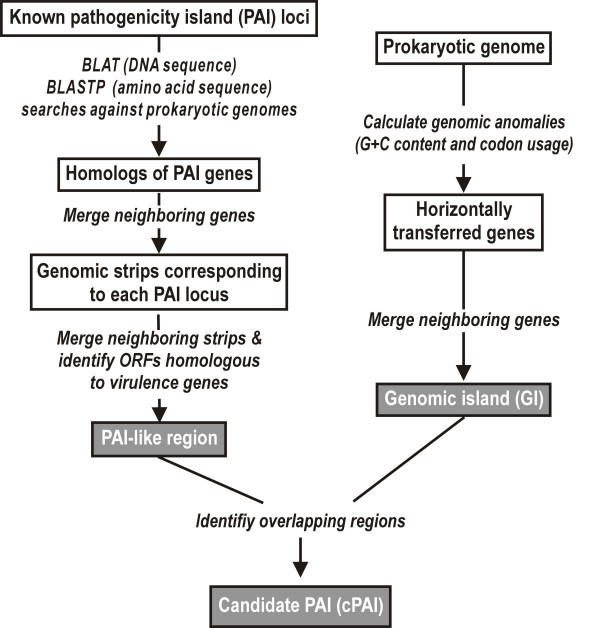 Known pathogenicity island (PAI) loci
BLAT (DNA sequence)
BLASTP (amino acid sequence)
searches against prokaryotic genomes
Homologs of PAI genes
Merge neighboring genes
Genomic strips corresponding
to each PAI locus
Merge neighboring strips &
identify ORFs homologous
to virulence genes
PAI-like region
Prokaryotic genome
Calculate genomic anomalies
(G+C content and codon usage)
Horizontally
transferred genes
Merge neighboring genes
Genomic island (GI)
Identifiy overlapping regions
Candidate PAI (cPAI)